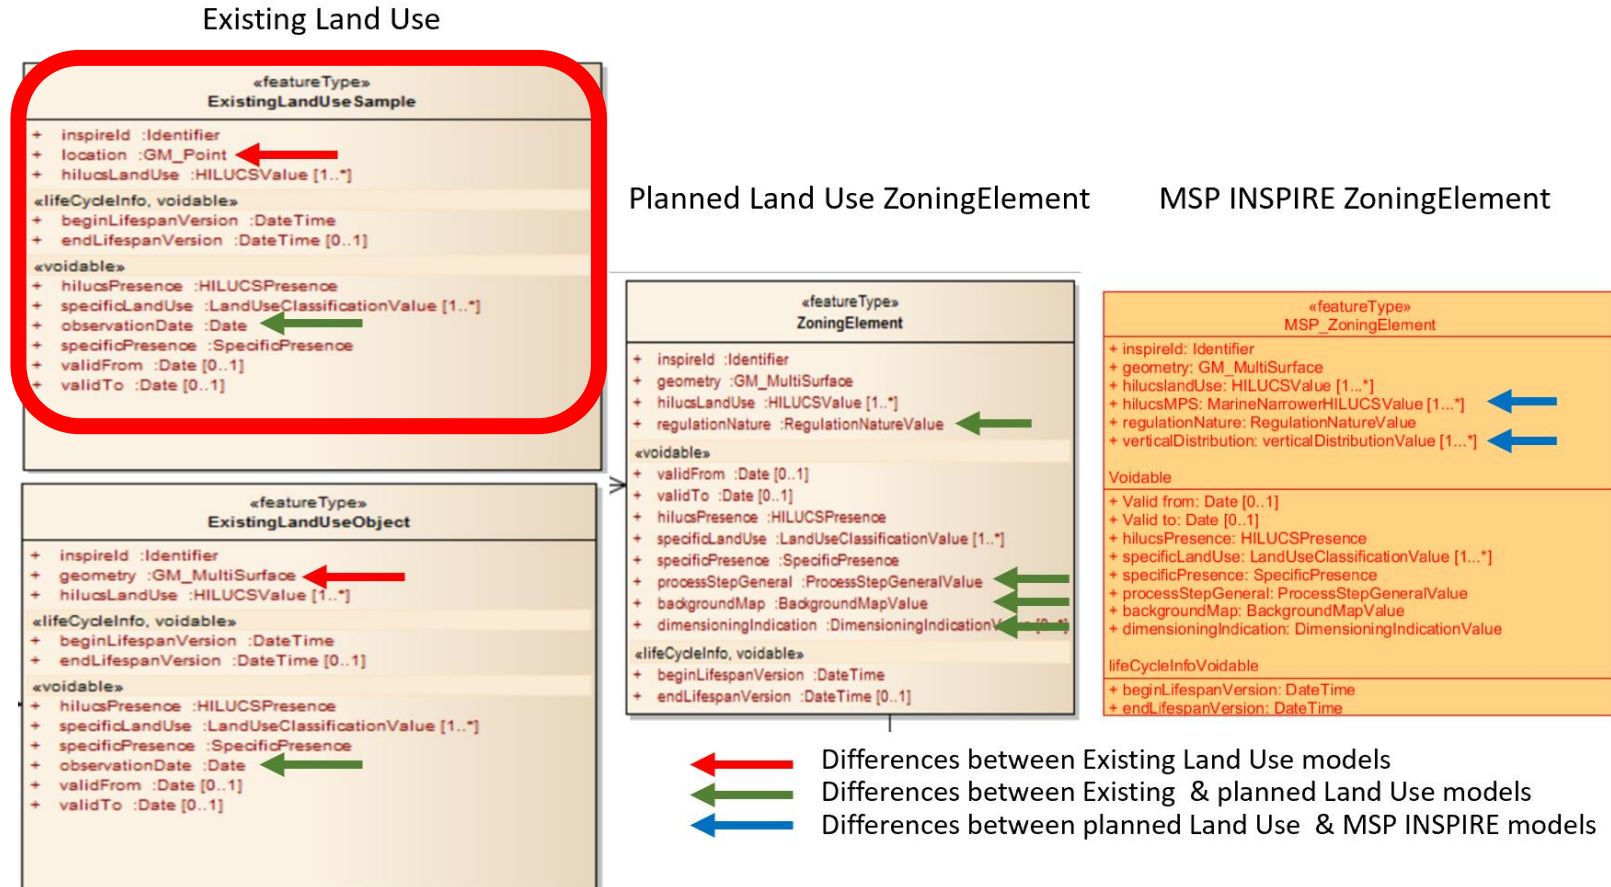 Existing Land Use
«featureType»
ExistingLandUseSample
+ inspireId :Identifier
+ location :GM_Point
+ hilucsLandUse :HILUCSValue [1..*]
«lifeCycleInfo, voidable»
+ beginLifespanVersion :DateTime
+ endLifespanVersion :DateTime [0..1]
«voidable»
+ hilucsPresence :HILUCSPresence
+ specificLandUse :LandUseClassificationValue [1..*]
+ observationDate :Date
+ specificPresence :SpecificPresence
+ validFrom :Date [0..1]
+ validTo :Date [0..1]
«featureType»
ExistingLandUseObject
+ inspireId :Identifier
+ geometry :GM_MultiSurface
+ hilucsLandUse :HILUCSValue [1..*]
«lifeCycleInfo, voidable»
+ beginLifespanVersion :DateTime
+ endLifespanVersion :DateTime [0..1]
«voidable»
+ hilucsPresence :HILUCSPresence
+ specificLandUse :LandUseClassificationValue [1..*]
+ specificPresence :SpecificPresence
+ observationDate :Date
+ validFrom :Date [0..1]
+ validTo :Date [0..1]
Planned Land Use ZoningElement
«featureType»
ZoningElement
+ inspireId :Identifier
+ geometry :GM_MultiSurface
+ hilucsLandUse :HILUCSValue [1..*]
+ regulationNature :RegulationNatureValue
«voidable»
+ validFrom :Date [0..1]
+ validTo :Date [0..1]
+ hilucsPresence :HILUCSPresence
+ specificLandUse :LandUseClassificationValue [1..*]
+ specificPresence :SpecificPresence
+ processStepGeneral :ProcessStepGeneralValue
+ backgroundMap :BackgroundMapValue
+ dimensioningIndication :DimensioningIndicationValue [0..*]
«lifeCycleInfo, voidable»
+ beginLifespanVersion :DateTime
+ endLifespanVersion :DateTime [0..1]
MSP INSPIRE ZoningElement
«featureType»
MSP_ZoningElement
+ inspireId: Identifier
+ geometry: GM_MultiSurface
+ hilucslandUse: HILUCSValue [1...*]
+ hilucsMPS: MarineNarrowerHILUCSValue [1...*]
+ regulationNature: RegulationNatureValue
+ verticalDistribution: verticalDistributionValue [1...*]
Voidable
+ Valid from: Date [0..1]
+ Valid to: Date [0..1]
+ hilucsPresence: HILUCSPresence
+ specificLandUse: LandUseClassificationValue [1...*]
+ specificPresence: SpecificPresence
+ processStepGeneral: ProcessStepGeneralValue
+ backgroundMap: BackgroundMapValue
+ dimensioningIndication: DimensioningIndicationValue
lifeCycleInfoVoidable
+ beginLifespanVersion: DateTime
+ endLifespanVersion: DateTime
Differences between Existing Land Use models
Differences between Existing & planned Land Use models
Differences between planned Land Use & MSP INSPIRE models